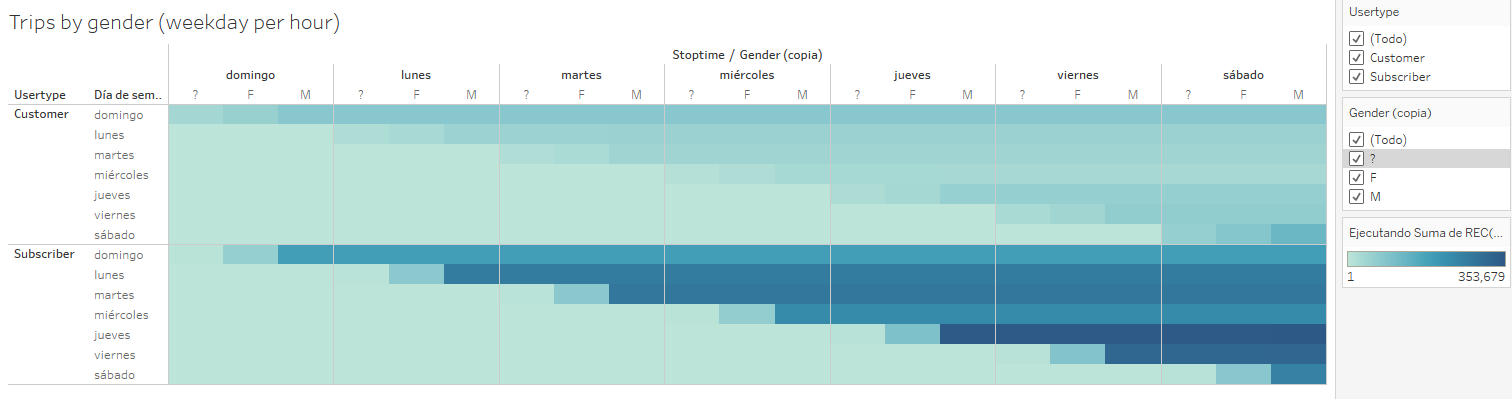 Trips by gender (weekday per hour)
Stoptime / Gender (copia)
domingo lunes martes miércoles jueves viernes sábado
Usertype Día de sem.. ? F M ? F M ? F M ? F M ? F M ? F M ? F M
Customer domingo
lunes
martes
miércoles
jueves
viernes
sábado
Subscriber domingo
lunes
martes
miércoles
jueves
viernes
sábado
Usertype
(Todo)
Customer
Subscriber
Gender (copia)
(Todo)
?
F
M
Ejecutando Suma de REC(...
1 353,679